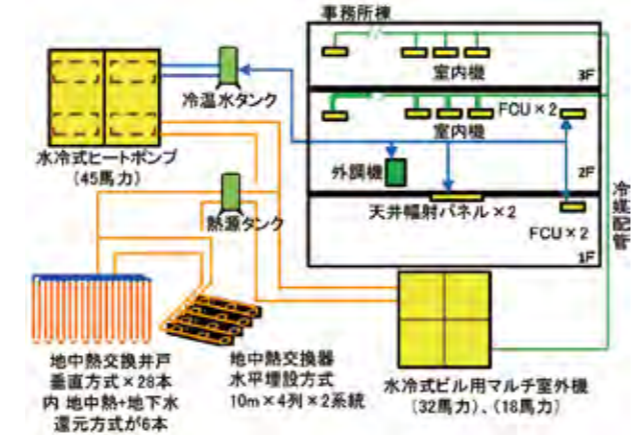 事務所棟
室内機
3F
冷温水タンク
FCU×2
室内機
水冷式ヒートポンプ
(45馬力)
外調機
2F
熱源タンク
天井輻射パネル×2
FCU×2
1F
冷媒配管
地中熱交換井戸
垂直方式×28本
内 地中熱+地下水
還元方式が6本
地中熱交換器
水平埋設方式
10m×4列×2系統
水冷式ビル用マルチ室外機
(32馬力)、(18馬力)